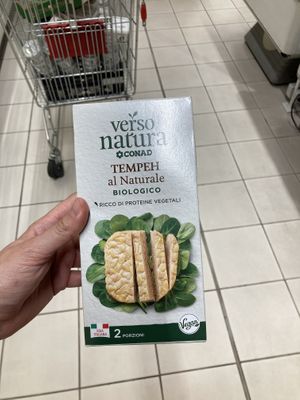 verso
natura
CONAD
TEMPEH
al Naturale
BIOLOGICO
RICCO DI PROTEINE VEGETALI
2 PORZIONI
Vegan